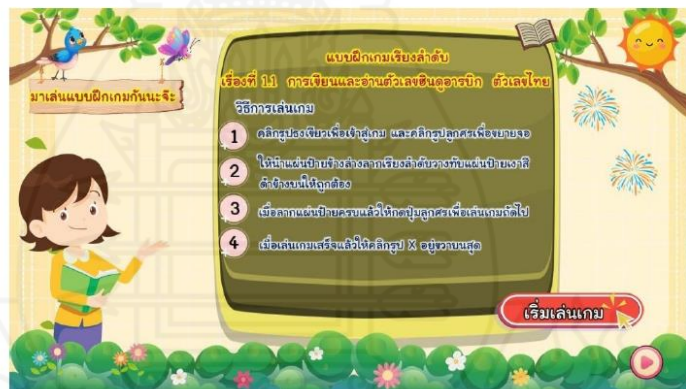 แบบฝึกเกมเรียงลำดับ
เรื่องที่ 1.1 การเขียนและอ่านตัวเลขฮินดูอารบิก ตัวเลขไทย
มาเล่นแบบฝึกเกมกันนะจ๊ะ
วิธีการเล่นเกม
1 คลิกรูปธงเขียวเพื่อเข้าสู่เกม และคลิกรูปลูกศรเพื่อขยายจอ
2 ให้นำแผ่นป้ายข้างล่างลากเรียงลำดับวางทับแผ่นป้ายเงาสี
ดำข้างบนให้ถูกต้อง
3 เมื่อลากแผ่นป้ายครบแล้วให้กดปุ่มลูกศรเพื่อเล่นเกมถัดไป
4 เมื่อเล่นเกมเสร็จแล้วให้คลิกรูป X อยู่ขวาบนสุด
เริ่มเล่นเกม